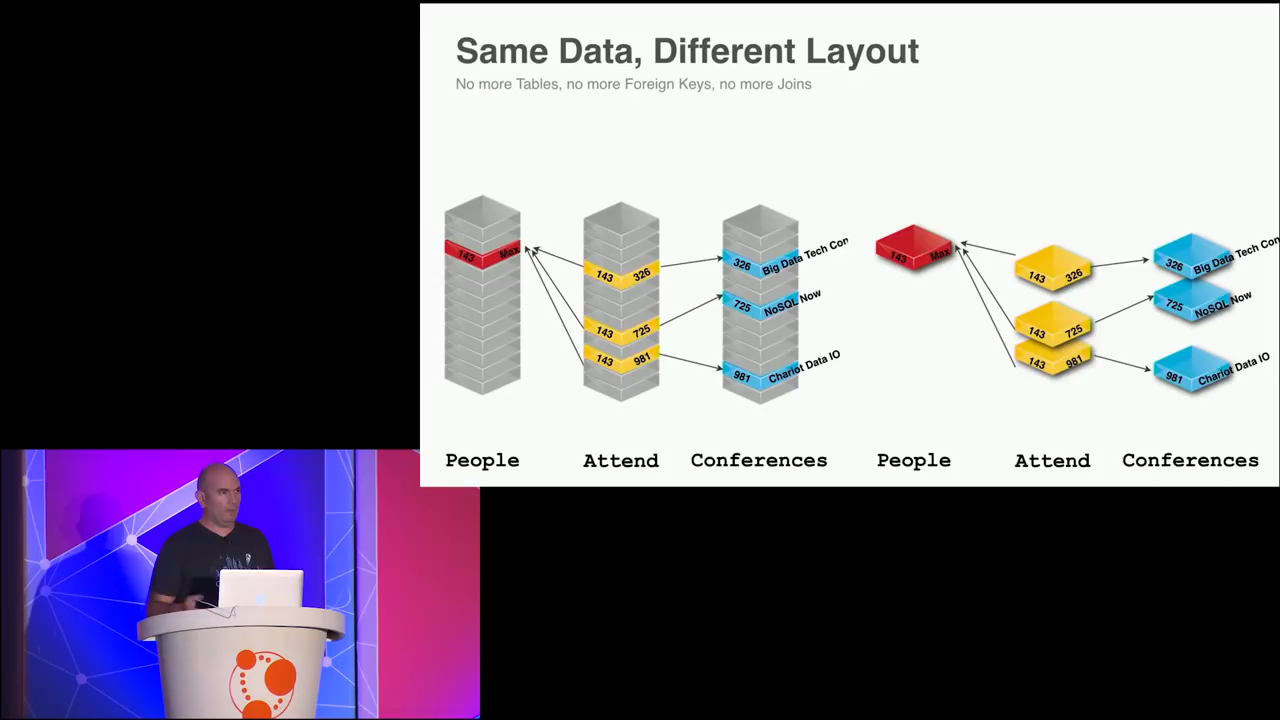 Same Data, Different Layout
No more Tables, no more Foreign Keys, no more Joins
143 Max
143 326
143 725
143 981
326 Big Data Tech Con
725 NoSQL Now
981 Chariot Data IO
People
Attend
Conferences
143 Max
143 326
143 725
143 981
326 Big Data Tech Con
725 NoSQL Now
981 Chariot Data IO
People
Attend
Conferences